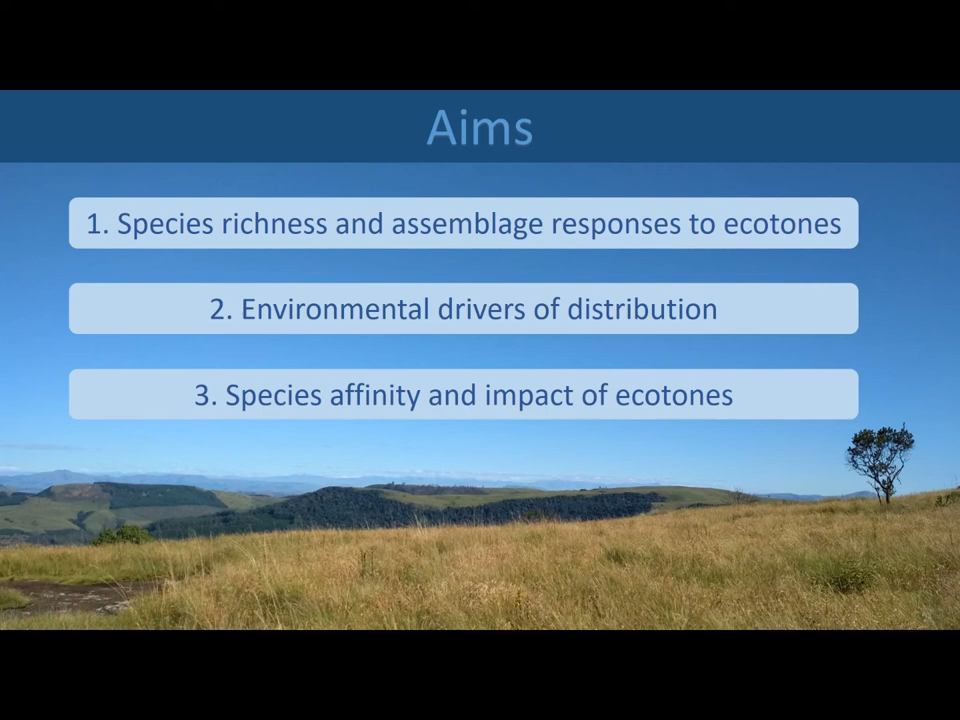 Aims
1. Species richness and assemblage responses to ecotones
2. Environmental drivers of distribution
3. Species affinity and impact of ecotones